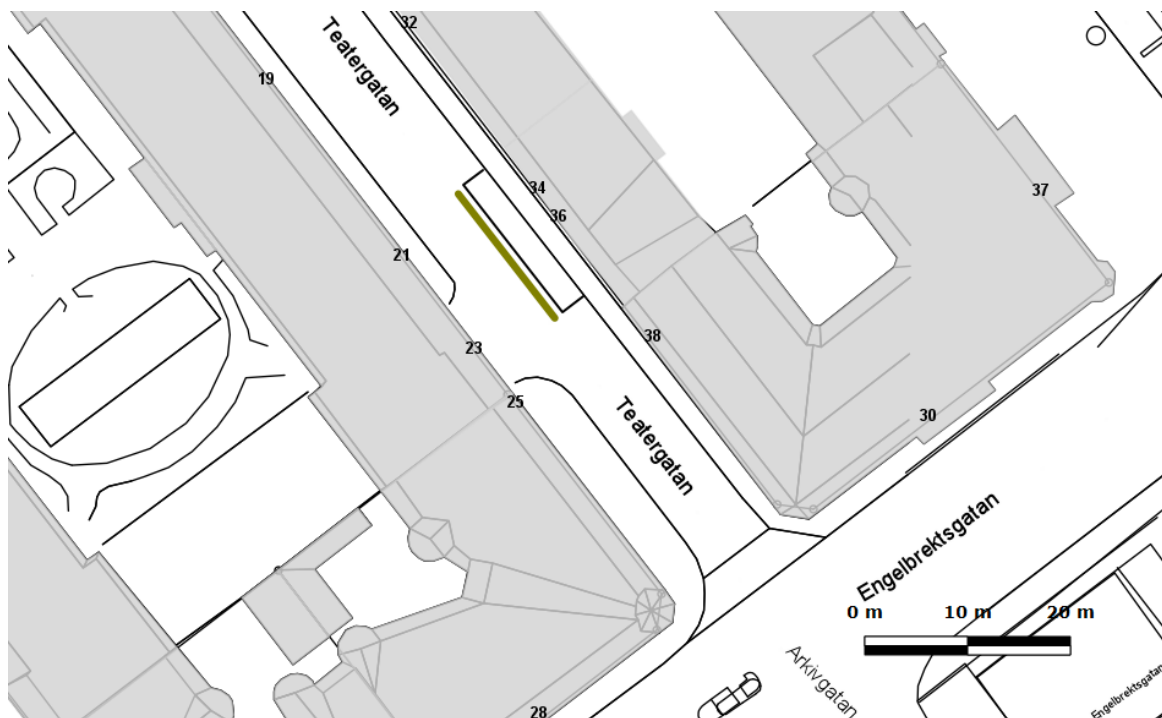 32
Teatergatan
19
34
37
36
21
38
23
25
30
Teatergatan
Engelbrektsgatan
0 m 10 m 20 m
Arkivgatan
Engelbrektsgatan
28